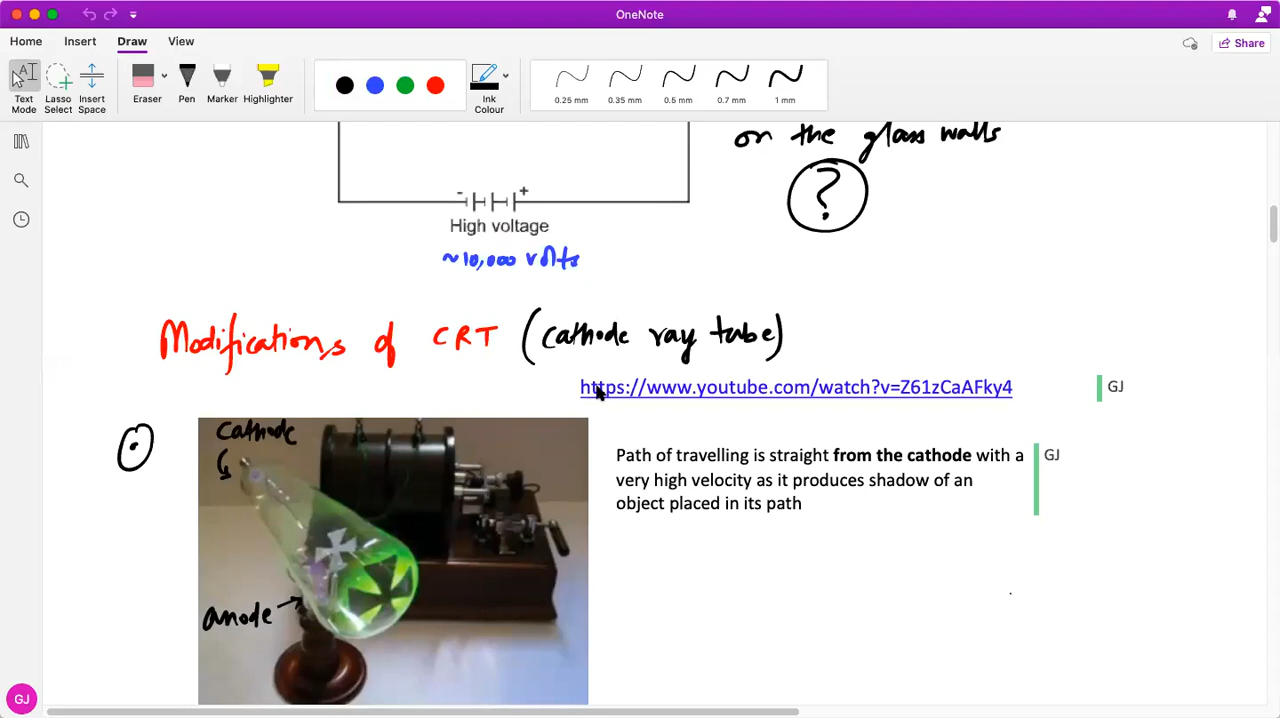 OneNote
Home Insert Draw View
Share
Text Mode
Lasso Select
Insert Space
Eraser
Pen
Marker
Highlighter
Ink Colour
0.25 mm
0.35 mm
0.5 mm
0.7 mm
1 mm
on the glass walls
?
- +
High voltage
~10,000 volts
Modifications of CRT (cathode ray tube)
https://www.youtube.com/watch?v=Z61zCaAFky4
GJ
cathode
Path of travelling is straight from the cathode with a
very high velocity as it produces shadow of an
object placed in its path
GJ
anode
GJ